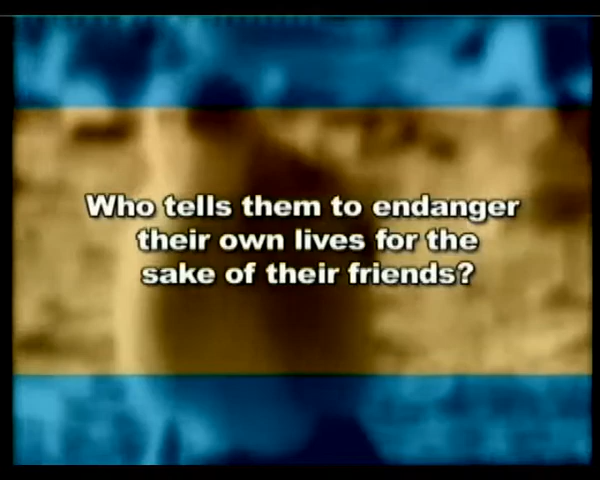 Who tells them to endanger
their own lives for the
sake of their friends?